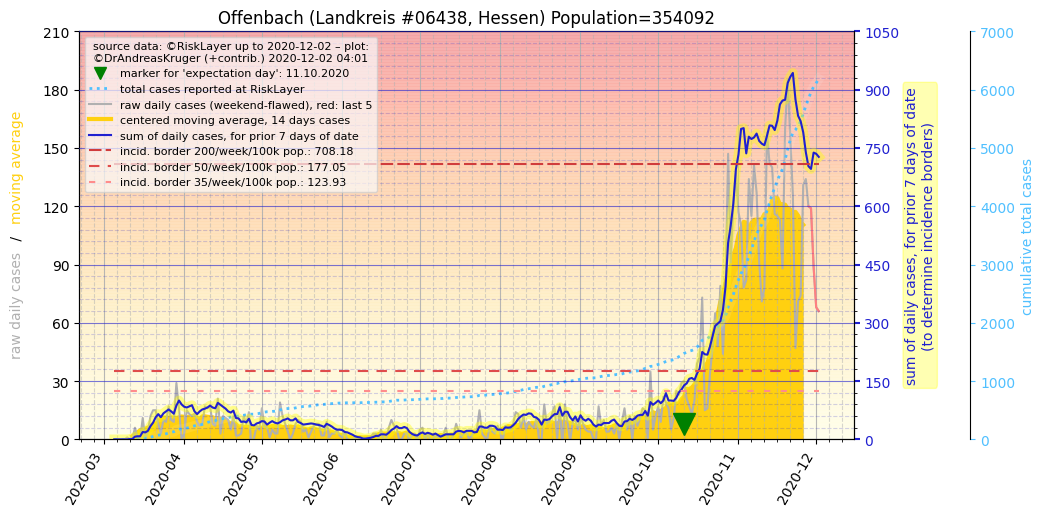 Offenbach (Landkreis #06438, Hessen) Population=354092
source data: ©RiskLayer up to 2020-12-02 – plot:
©DrAndreasKruger (+contrib.) 2020-12-02 04:01
marker for 'expectation day': 11.10.2020
total cases reported at RiskLayer
raw daily cases (weekend-flawed), red: last 5
centered moving average, 14 days cases
sum of daily cases, for prior 7 days of date
incid. border 200/week/100k pop.: 708.18
incid. border 50/week/100k pop.: 177.05
incid. border 35/week/100k pop.: 123.93
raw daily cases / moving average
210
180
150
120
90
60
30
0
2020-03
2020-04
2020-05
2020-06
2020-07
2020-08
2020-09
2020-10
2020-11
2020-12
1050
900
750
600
450
300
150
0
sum of daily cases, for prior 7 days of date
(to determine incidence borders)
7000
6000
5000
4000
3000
2000
1000
0
cumulative total cases